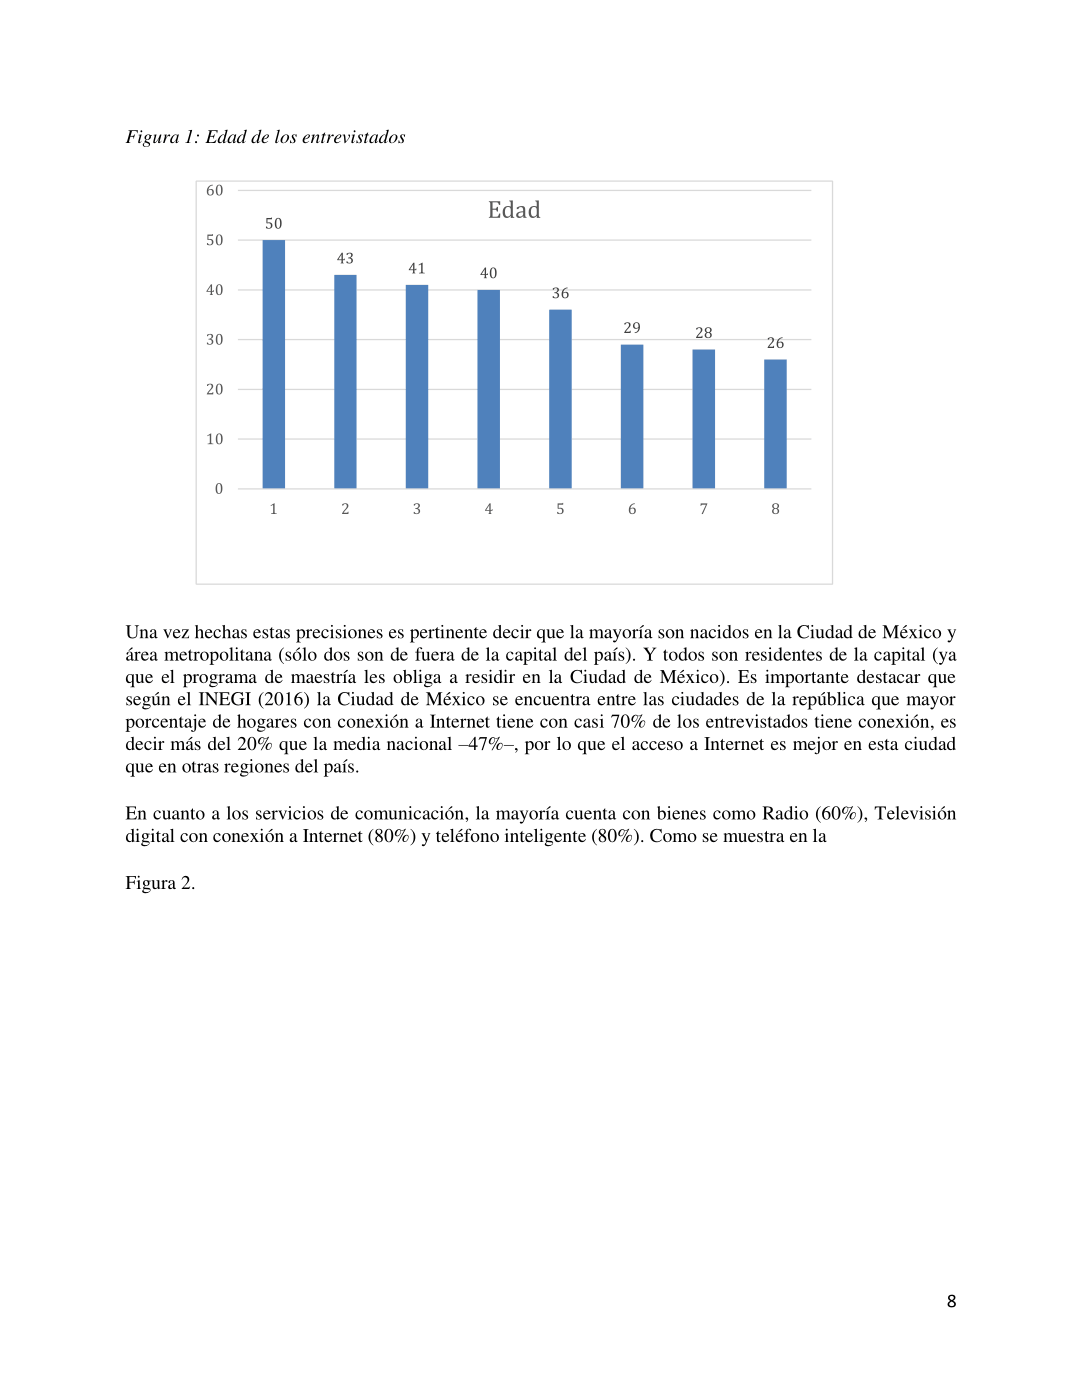 Figura 1: Edad de los entrevistados
60
Edad
50
50
43
41
40
40
36
30
29
28
26
20
10
0
1 2 3 4 5 6 7 8
Una vez hechas estas precisiones es pertinente decir que la mayoría son nacidos en la Ciudad de México y
área metropolitana (sólo dos son de fuera de la capital del país). Y todos son residentes de la capital (ya
que el programa de maestría les obliga a residir en la Ciudad de México). Es importante destacar que
según el INEGI (2016) la Ciudad de México se encuentra entre las ciudades de la república que mayor
porcentaje de hogares con conexión a Internet tiene con casi 70% de los entrevistados tiene conexión, es
decir más del 20% que la media nacional –47%–, por lo que el acceso a Internet es mejor en esta ciudad
que en otras regiones del país.
En cuanto a los servicios de comunicación, la mayoría cuenta con bienes como Radio (60%), Televisión
digital con conexión a Internet (80%) y teléfono inteligente (80%). Como se muestra en la
Figura 2.
8